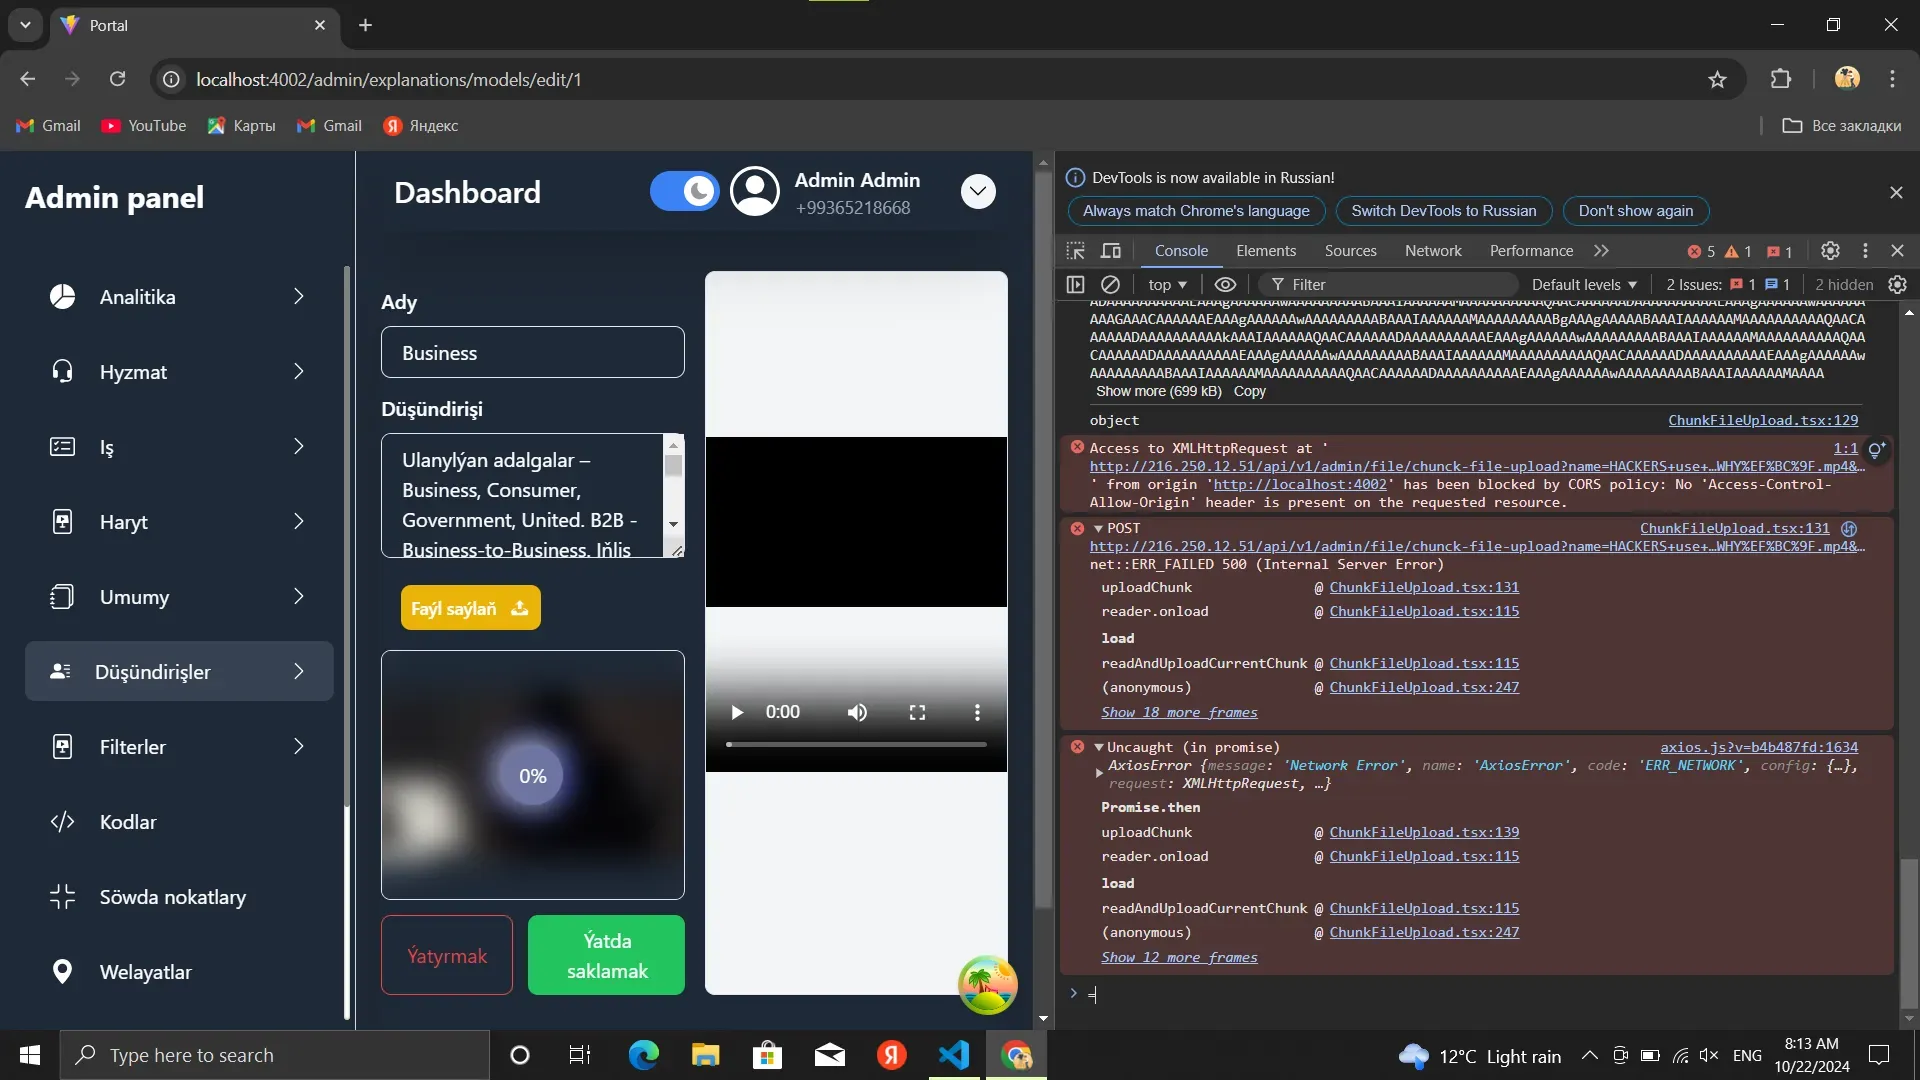 Portal
localhost:4002/admin/explanations/models/edit/1
Gmail
YouTube
Карты
Gmail
Яндекс
Все закладки
Admin panel
Analitika
Hyzmat
Iş
Haryt
Umumy
Düşündirişler
Filterler
Kodlar
Söwda nokatlary
Welayatlar
Dashboard
Admin Admin
+99365218668
Ady
Business
Düşündirişi
Ulanylýan adalgalar –
Business, Consumer,
Government, United. B2B -
Business-to-Business. Iňlis
Faýl saýlaň
0%
Ýatyrmak
Ýatda
saklamak
0:00
DevTools is now available in Russian!
Always match Chrome's language
Switch DevTools to Russian
Don't show again
Console
Elements
Sources
Network
Performance
5
1
1
top
Filter
Default levels
2 Issues:
1
1
2 hidden
Show more (699 kB) Copy
object ChunkFileUpload.tsx:129
Access to XMLHttpRequest at ' 1:1
http://216.250.12.51/api/v1/admin/file/chunck-file-upload?name=HACKERS+use+…WHY%EF%BC%9F.mp4&…
' from origin 'http://localhost:4002' has been blocked by CORS policy: No 'Access-Control-
Allow-Origin' header is present on the requested resource.
POST ChunkFileUpload.tsx:131
http://216.250.12.51/api/v1/admin/file/chunck-file-upload?name=HACKERS+use+…WHY%EF%BC%9F.mp4&…
net::ERR_FAILED 500 (Internal Server Error)
uploadChunk @ ChunkFileUpload.tsx:131
reader.onload @ ChunkFileUpload.tsx:115
load
readAndUploadCurrentChunk @ ChunkFileUpload.tsx:115
(anonymous) @ ChunkFileUpload.tsx:247
Show 18 more frames
Uncaught (in promise) axios.js?v=b4b487fd:1634
AxiosError {message: 'Network Error', name: 'AxiosError', code: 'ERR_NETWORK', config: {…},
request: XMLHttpRequest, …}
Promise.then
uploadChunk @ ChunkFileUpload.tsx:139
reader.onload @ ChunkFileUpload.tsx:115
load
readAndUploadCurrentChunk @ ChunkFileUpload.tsx:115
(anonymous) @ ChunkFileUpload.tsx:247
Show 12 more frames
=
Type here to search
12°C Light rain
ENG
8:13 AM
10/22/2024